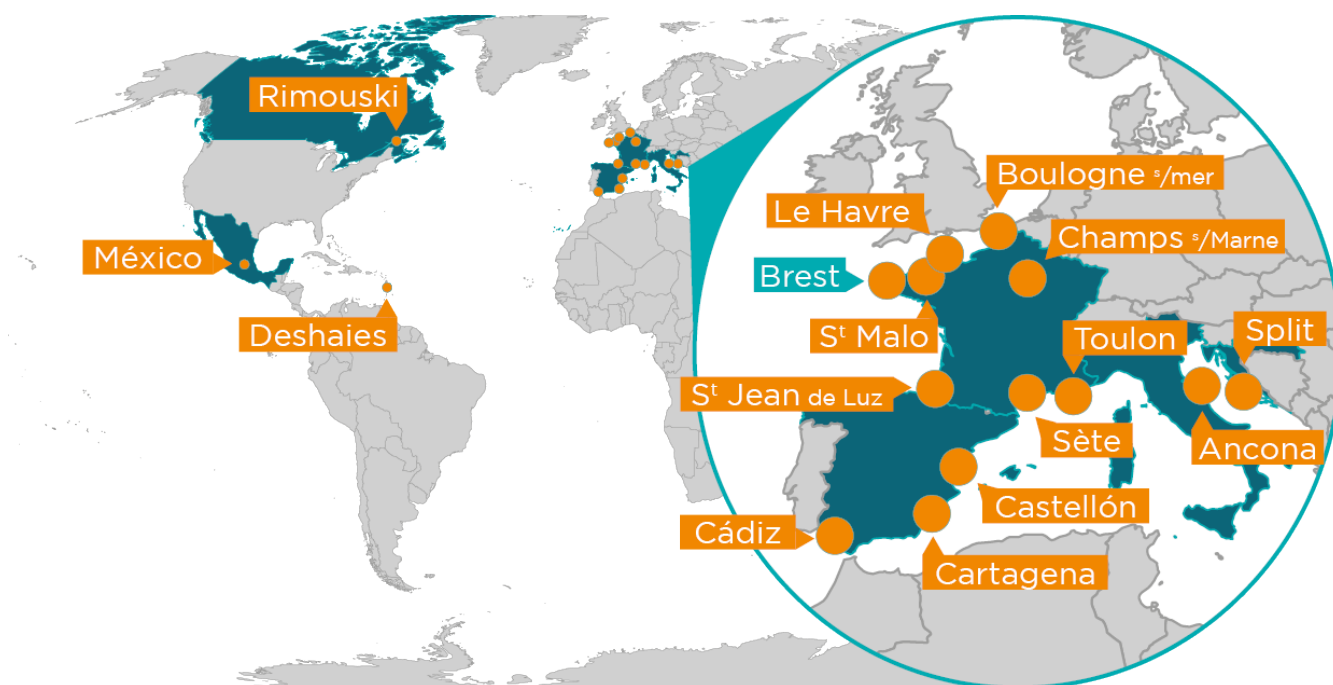 Rimouski
México
Deshaies
Boulogne s/mer
Le Havre
Champs s/Marne
Brest
Sᵗ Malo
Toulon
Split
Sᵗ Jean de Luz
Sète
Ancona
Castellón
Cádiz
Cartagena